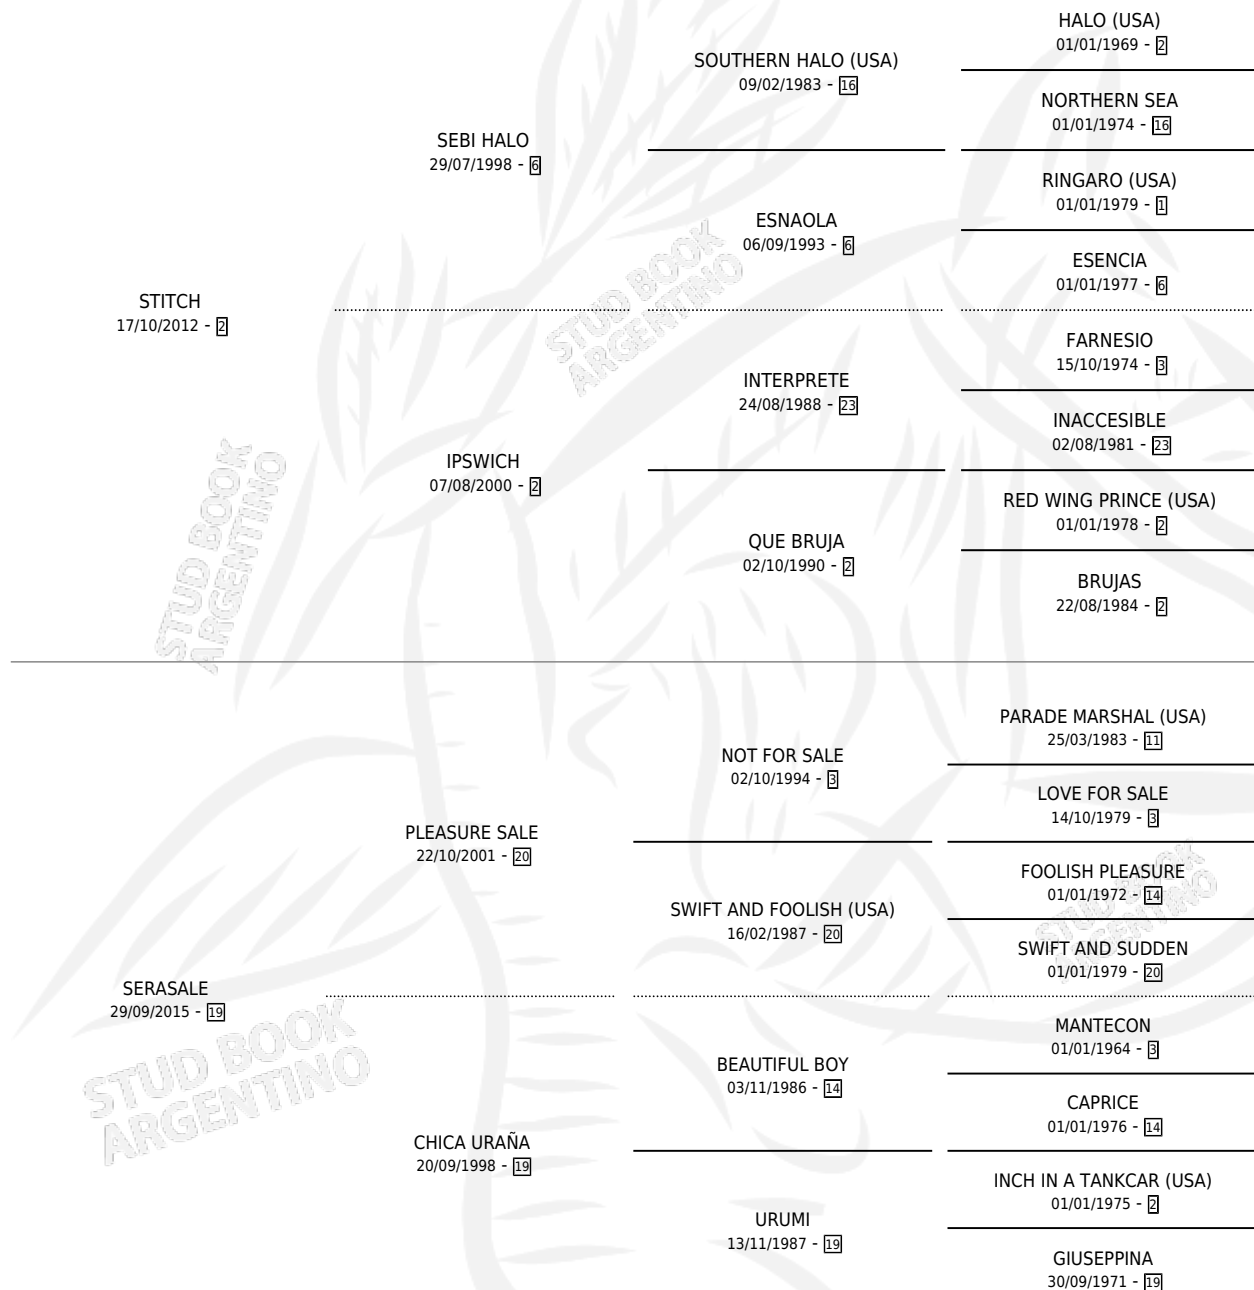 HALO (USA)
01/01/1969 - 2
SOUTHERN HALO (USA)
09/02/1983 - 16
NORTHERN SEA
01/01/1974 - 16
SEBI HALO
29/07/1998 - 6
RINGARO (USA)
01/01/1979 - 1
ESNAOLA
06/09/1993 - 6
ESENCIA
01/01/1977 - 6
STITCH
17/10/2012 - 2
FARNESIO
15/10/1974 - 3
INTERPRETE
24/08/1988 - 23
INACCESIBLE
02/08/1981 - 23
IPSWICH
07/08/2000 - 2
RED WING PRINCE (USA)
01/01/1978 - 2
QUE BRUJA
02/10/1990 - 2
BRUJAS
22/08/1984 - 2
PARADE MARSHAL (USA)
25/03/1983 - 11
NOT FOR SALE
02/10/1994 - 3
LOVE FOR SALE
14/10/1979 - 3
PLEASURE SALE
22/10/2001 - 20
FOOLISH PLEASURE
01/01/1972 - 14
SWIFT AND FOOLISH (USA)
16/02/1987 - 20
SWIFT AND SUDDEN
01/01/1979 - 20
SERASALE
29/09/2015 - 19
MANTECON
01/01/1964 - 3
BEAUTIFUL BOY
03/11/1986 - 14
CAPRICE
01/01/1976 - 14
CHICA URAÑA
20/09/1998 - 19
INCH IN A TANKCAR (USA)
01/01/1975 - 2
URUMI
13/11/1987 - 19
GIUSEPPINA
30/09/1971 - 19
STUD BOOK
ARGENTINO
STUD BOOK
ARGENTINO
STUD BOOK
ARGENTINO
STUD BOOK
ARGENTINO